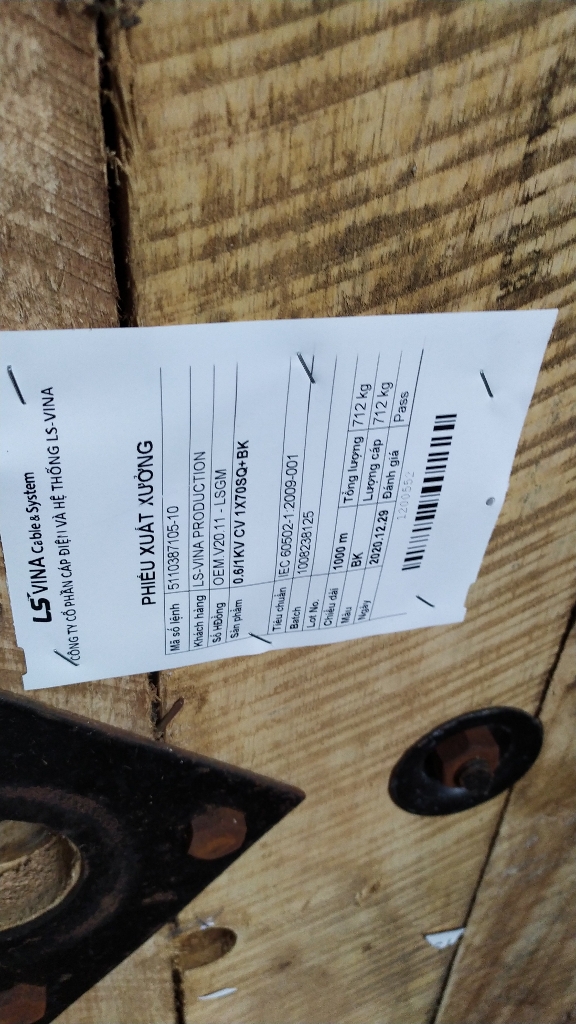 LS VINA Cable & System
CÔNG TY CỔ PHẦN CÁP ĐIỆN VÀ HỆ THỐNG LS-VINA
PHIẾU XUẤT XƯỞNG
Mã số lệnh 5110387105-10
Khách hàng LS-VINA PRODUCTION
Số HĐồng OEM.V20.11 - LSGM
Sản phẩm 0.6/1KV CV 1X70SQ+BK
Tiêu chuẩn IEC 60502-1:2009-001
Batch 1008238125
Lot No.
Chiều dài 1000 m Tổng lượng 712 kg
Màu BK Lượng cáp 712 kg
Ngày 2020.12.29 Đánh giá Pass